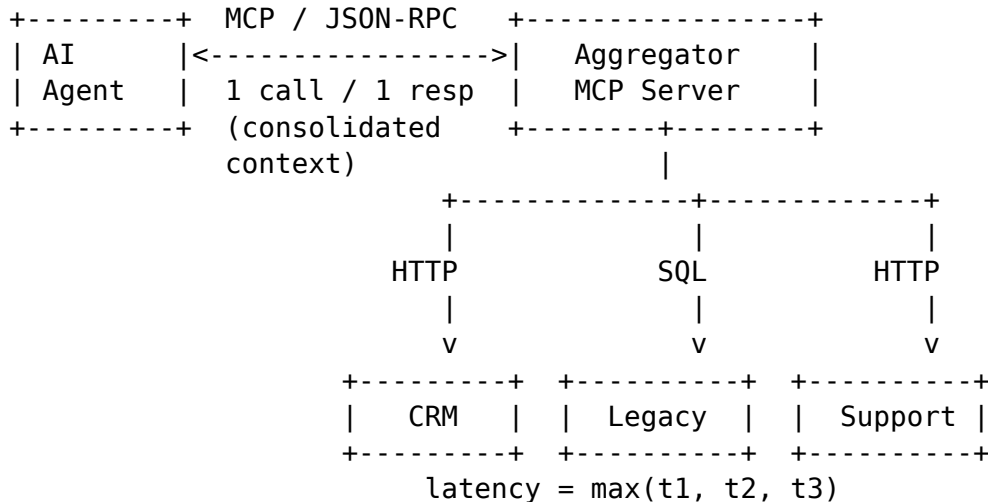 MCP / JSON-RPC
AI Aggregator
Agent 1 call / 1 resp MCP Server
(consolidated
context)
HTTP SQL HTTP
v v v
CRM Legacy Support
latency = max(t1, t2, t3)